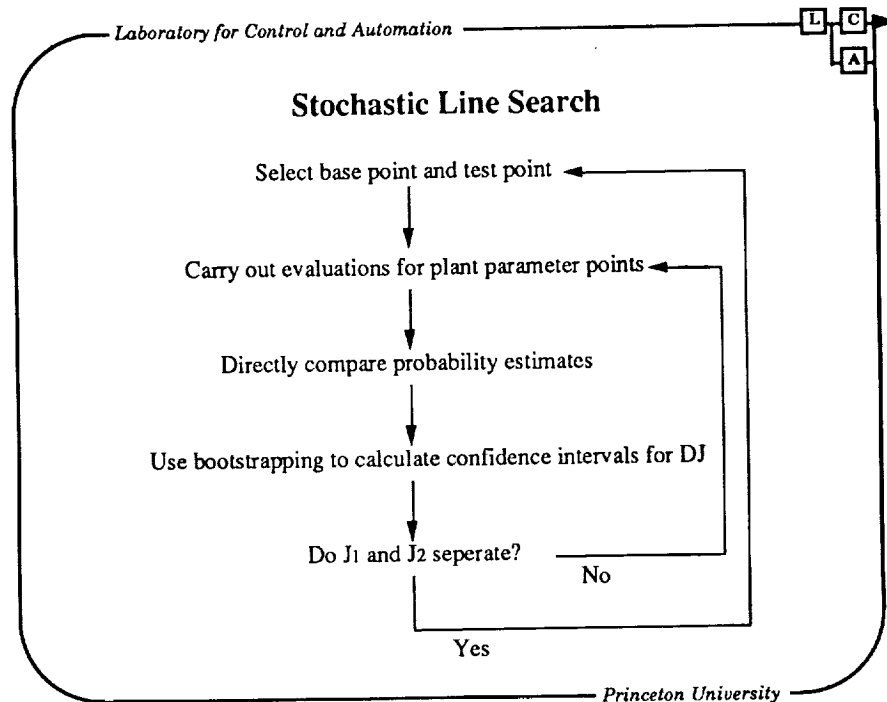 Laboratory for Control and Automation
L
C
A
Stochastic Line Search
Select base point and test point
Carry out evaluations for plant parameter points
Directly compare probability estimates
Use bootstrapping to calculate confidence intervals for DJ
Do J1 and J2 seperate?
No
Yes
Princeton University